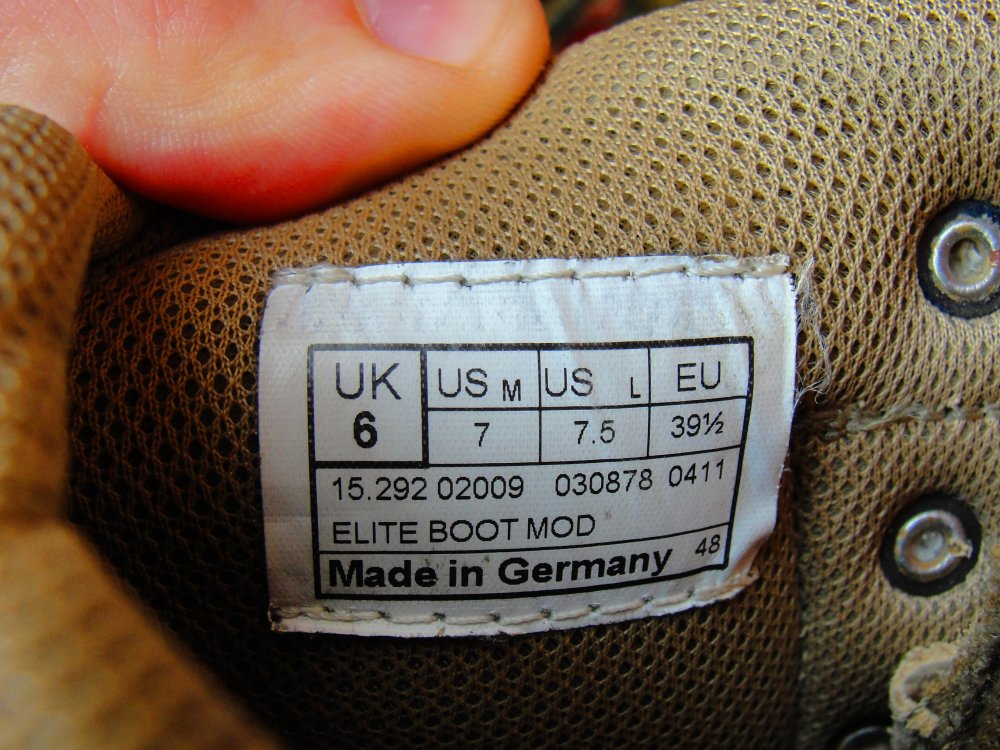 UK US M US L EU
6 7 7.5 39½
15.292 02009 030878 0411
ELITE BOOT MOD
Made in Germany 48